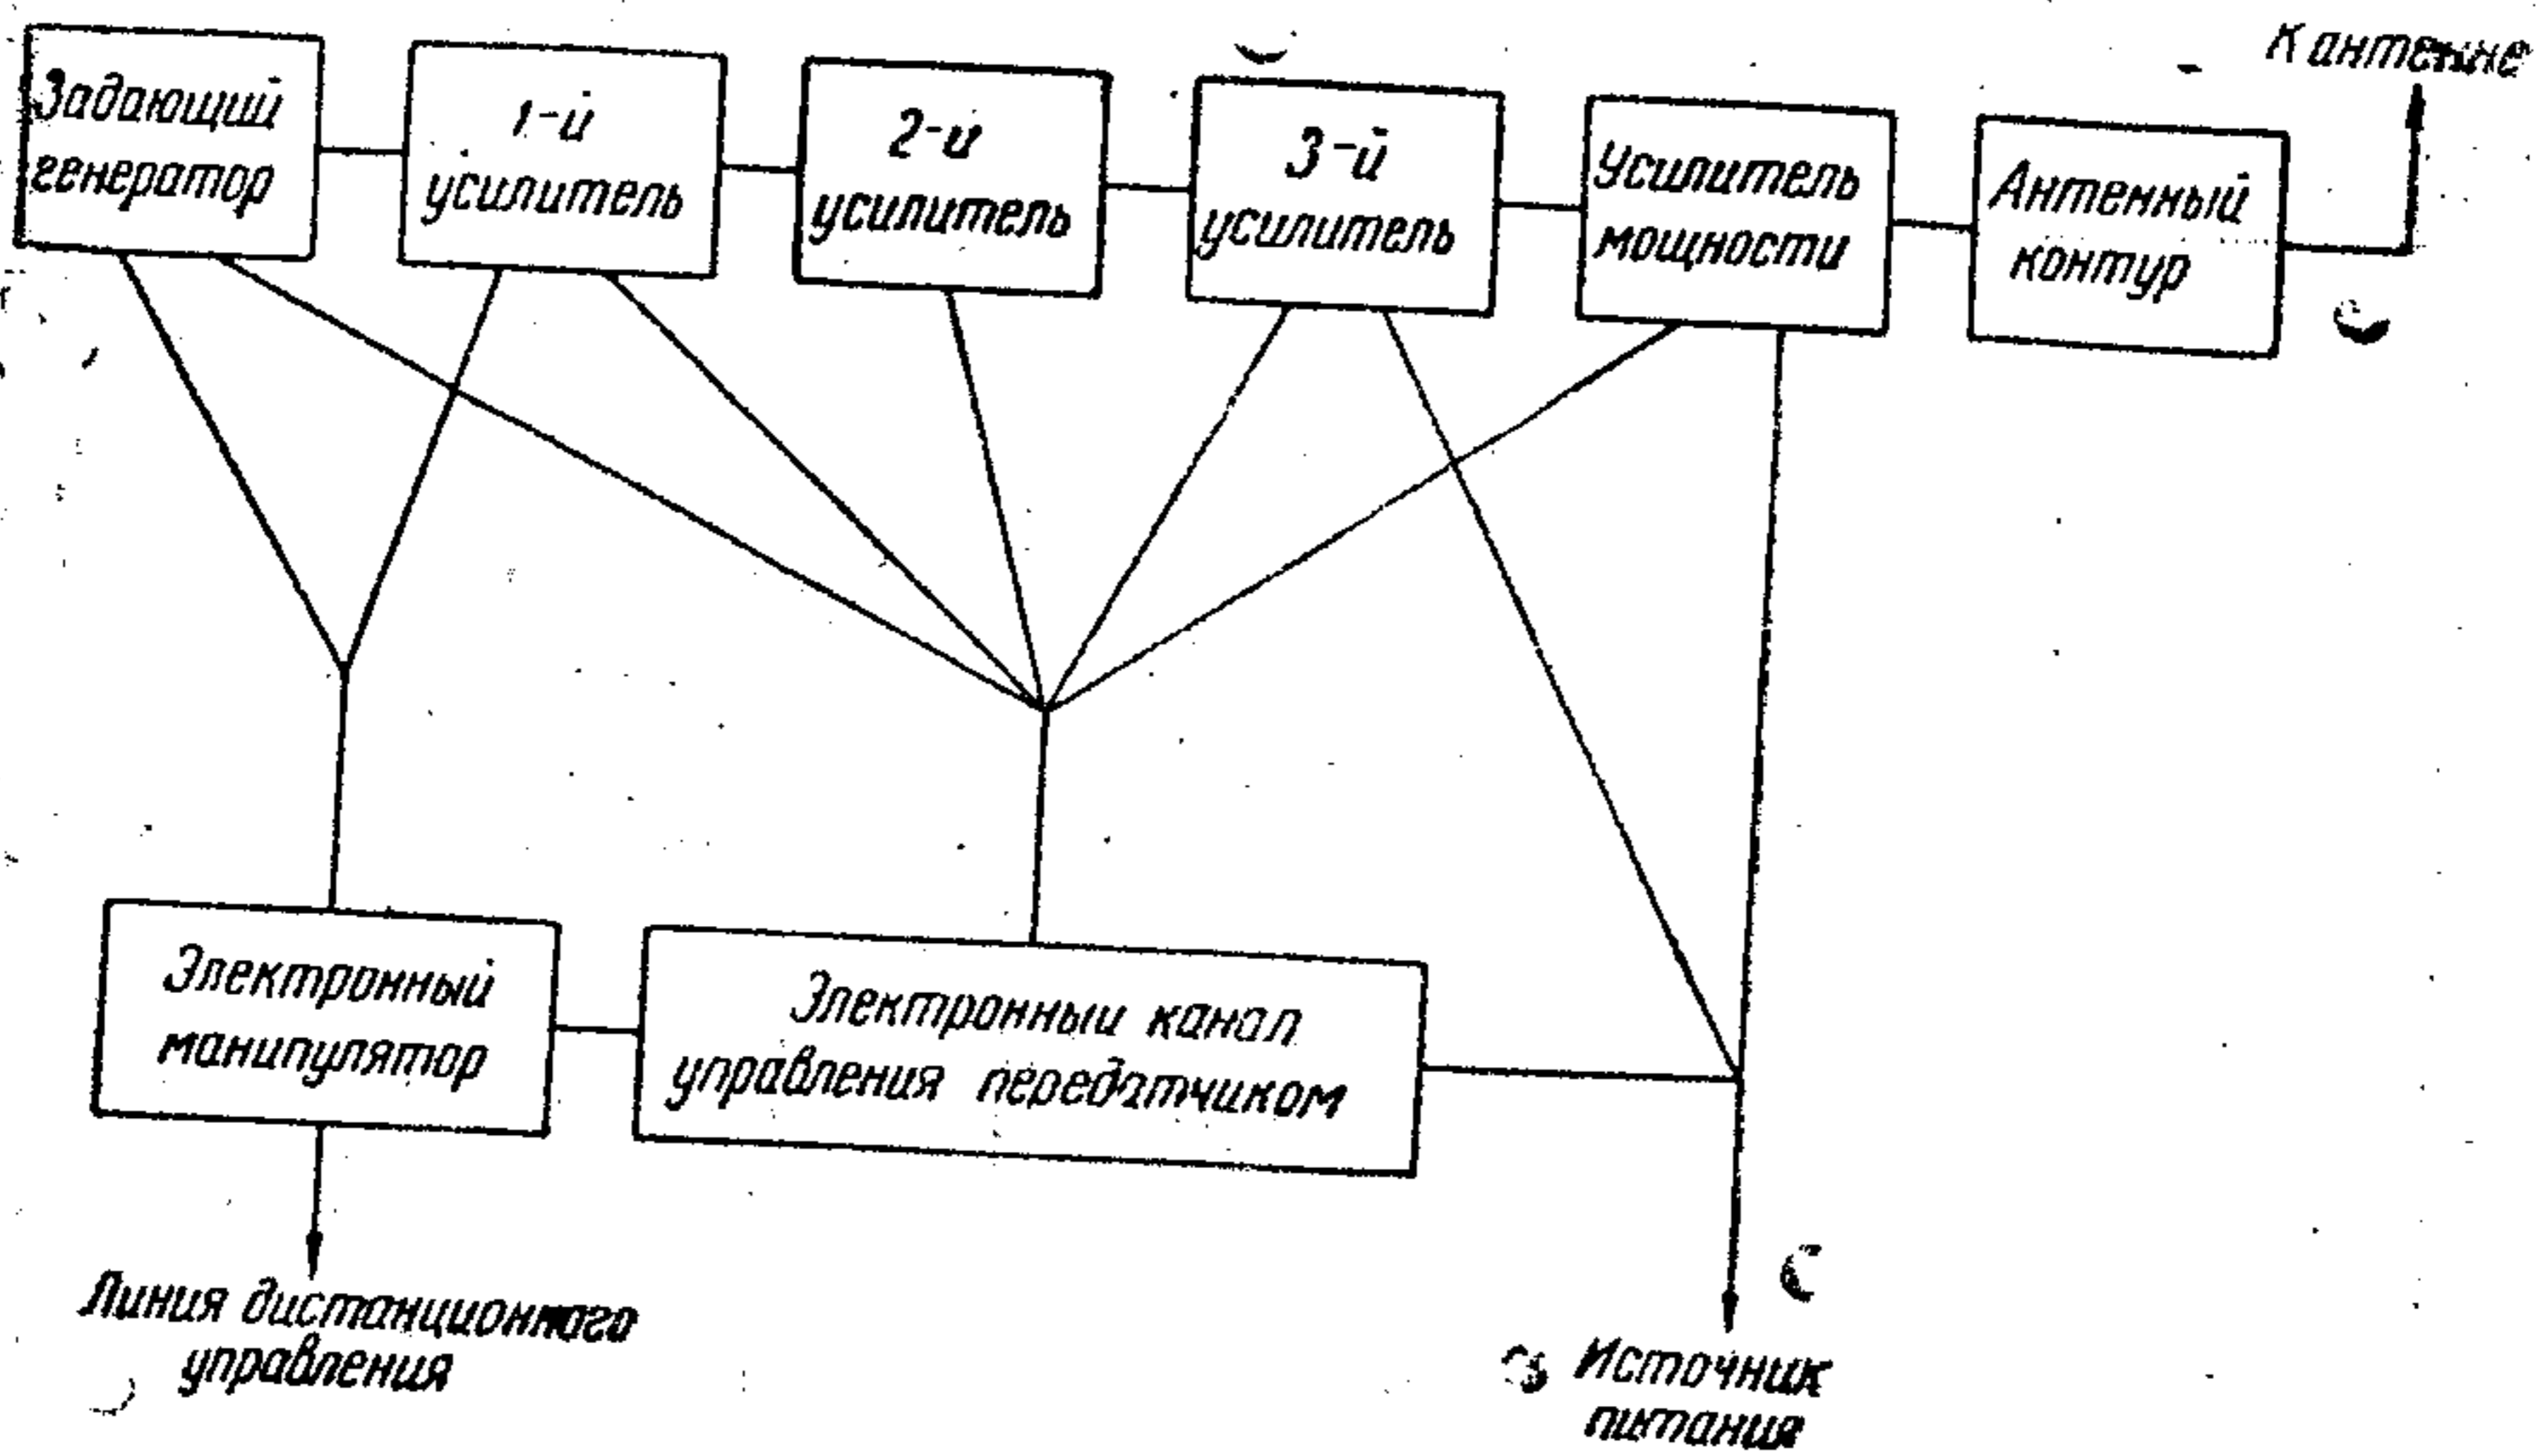 К антенне
Задающий
генератор
1-й
усилитель
2-й
усилитель
3-й
усилитель
Усилитель
мощности
Антенный
контур
Электронный
манипулятор
Электронный канал
управления передатчиком
Линия дистанционного
управления
Источник
питания